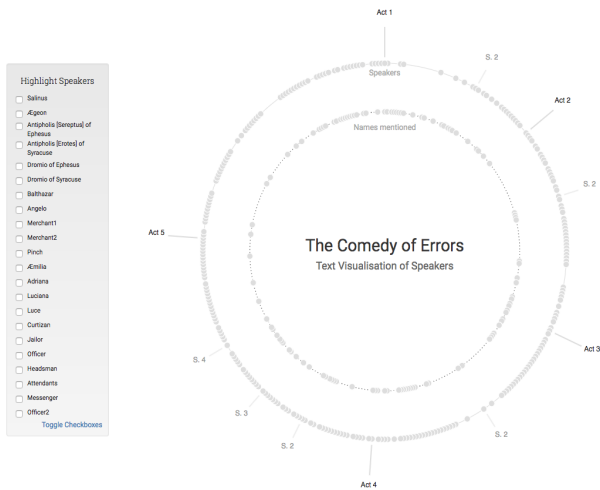 Highlight Speakers
Salinus
Ægeon
Antipholis [Sereptus] of
Ephesus
Antipholis [Erotes] of
Syracuse
Dromio of Ephesus
Dromio of Syracuse
Balthazar
Angelo
Merchant1
Merchant2
Pinch
Æmilia
Adriana
Luciana
Luce
Curtizan
Jailor
Officer
Headsman
Attendants
Messenger
Officer2
Toggle Checkboxes
Act 1
S. 2
Speakers
Act 2
Names mentioned
S. 2
Act 5
The Comedy of Errors
Text Visualisation of Speakers
Act 3
S. 4
S. 3
S. 2
S. 2
Act 4